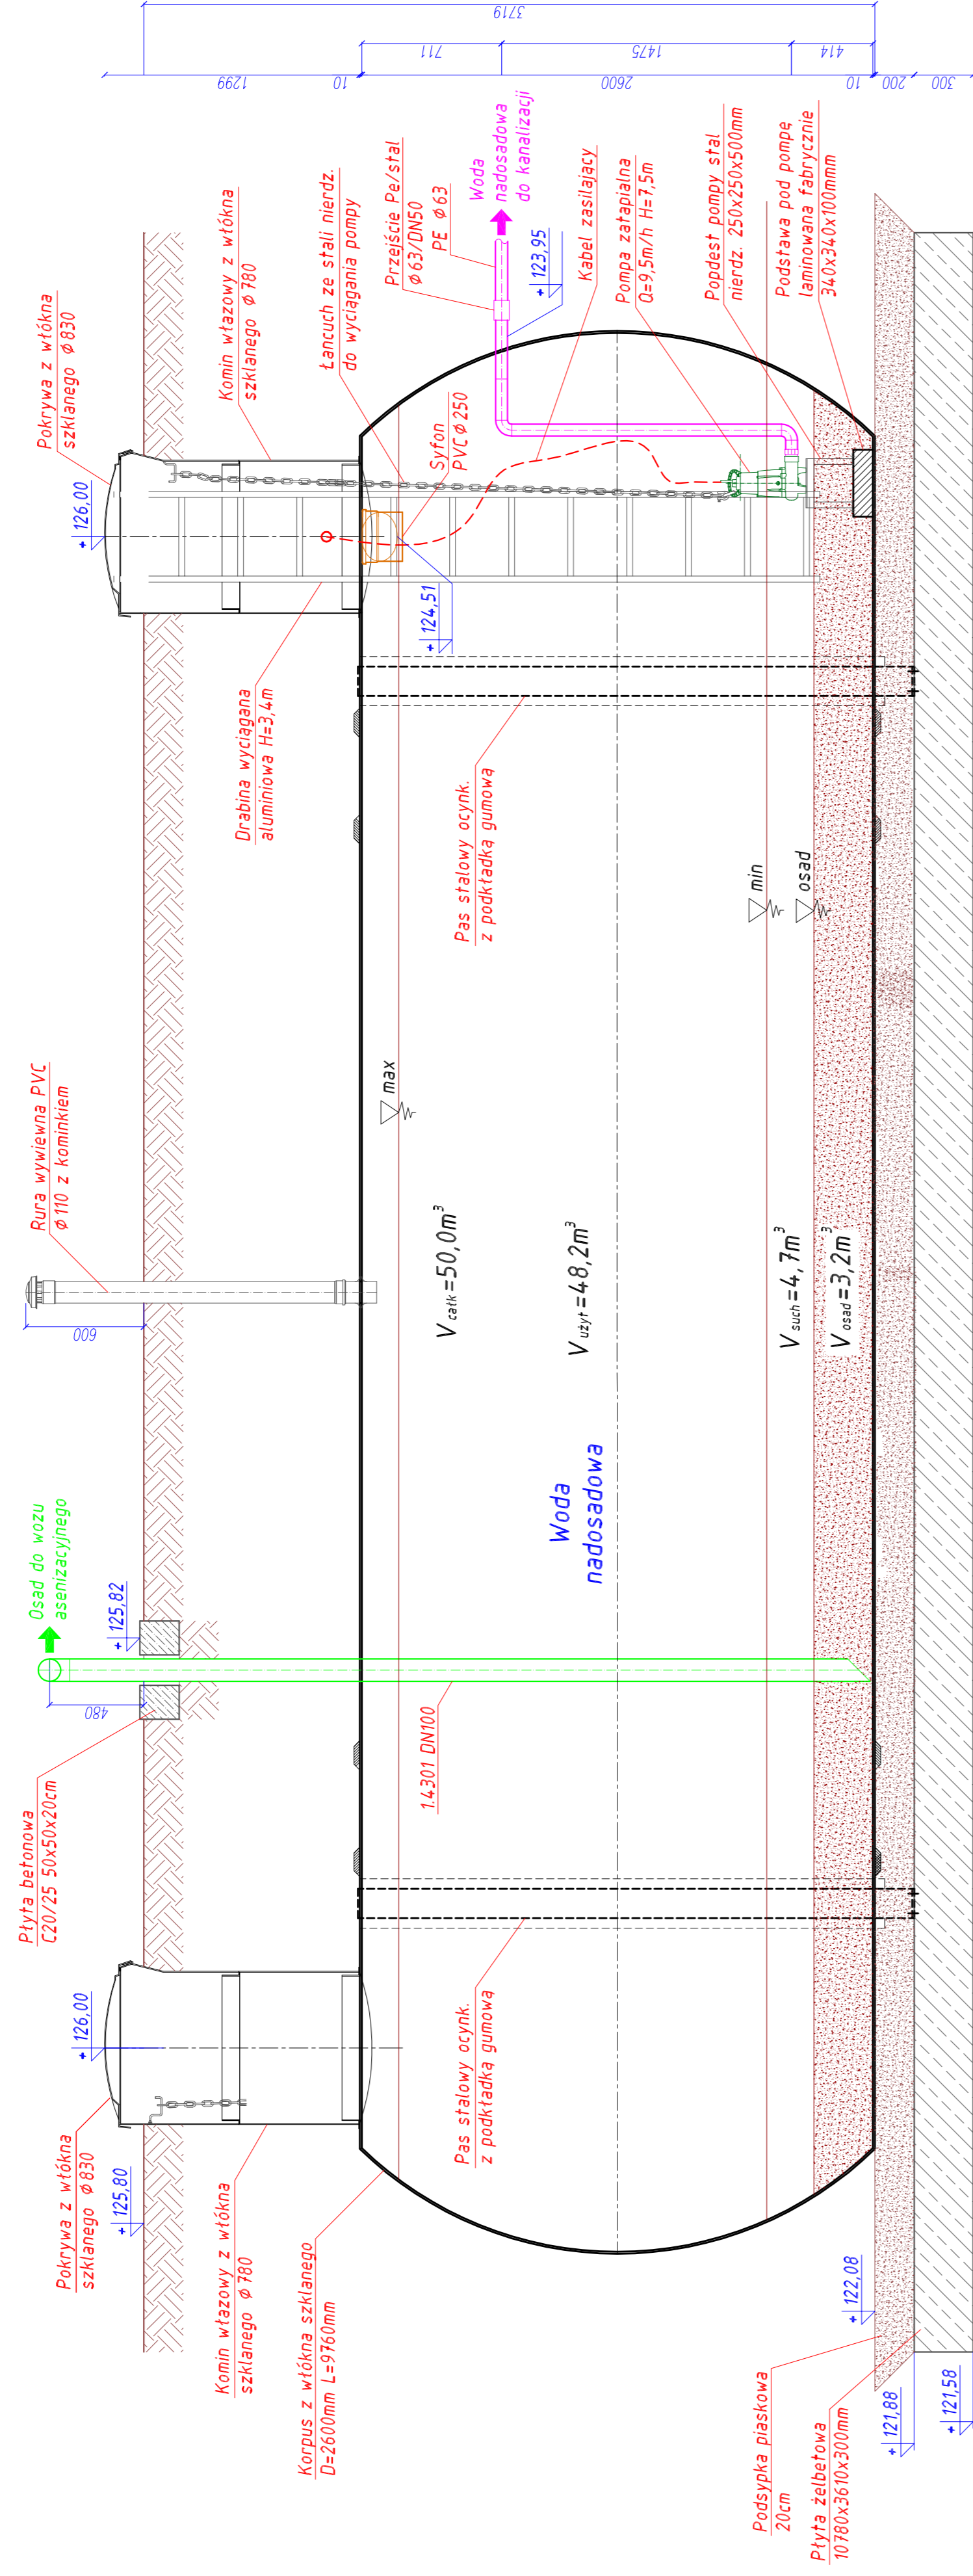 Pokrywa z włókna
szklanego Ø830
+ 126,00
+ 125,80
Komin włazowy z włókna
szklanego Ø780
Korpus z włókna szklanego
D=2600mm L=9760mm
Płyta betonowa
C20/25 50x50x20cm
480
Osad do wozu
asenizacyjnego
+ 125,82
1.4301 DN100
Pas stalowy ocynk.
z podkładką gumową
Rura wywiewna PVC
Ø110 z kominkiem
600
max
V całk =50,0m³
V użyt =48,2m³
Woda
nadosadowa
V such =4,7m³
V osad =3,2m³
min
osad
Pas stalowy ocynk.
z podkładką gumową
Drabina wyciągana
aluminiowa H=3,4m
+ 124,51
Syfon
PVC Ø250
Pokrywa z włókna
szklanego Ø830
+ 126,00
Komin włazowy z włókna
szklanego Ø780
Łancuch ze stali nierdz.
do wyciągania pompy
Przejście Pe/stal
Ø63/DN50
PE Ø63
Woda
nadosadowa
do kanalizacji
+ 123,95
Kabel zasilający
Pompa zatapialna
Q=9,5m/h H=7,5m
Popdest pompy stal
nierdz. 250x250x500mm
Podstawa pod pompę
laminowana fabrycznie
340x340x100mmm
3719
711
1475
414
1299
10
2600
10
200
300
Podsypka piaskowa
20cm
Płyta żelbetowa
10780x3610x300mm
+ 122,08
+ 121,88
+ 121,58